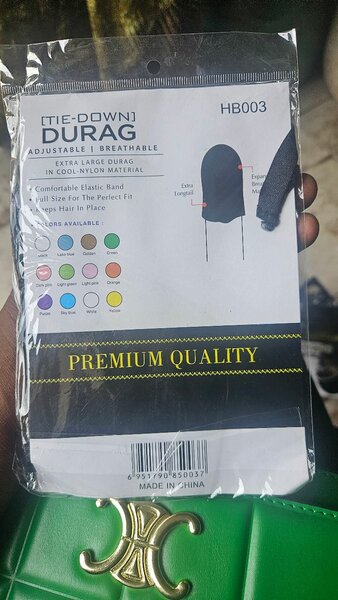 [TIE-DOWN]
HB003
DURAG
ADJUSTABLE | BREATHABLE
EXTRA LARGE DURAG
IN COOL-NYLON MATERIAL
• Comfortable Elastic Band
• Full Size For The Perfect Fit
Keeps Hair In Place
COLORS AVAILABLE :
Extra
Longtail
Black Lake blue Golden Green
Dark pink Light green Light pink Orange
Purple Sky blue White Yellow
PREMIUM QUALITY
6 951790 850037
MADE IN CHINA